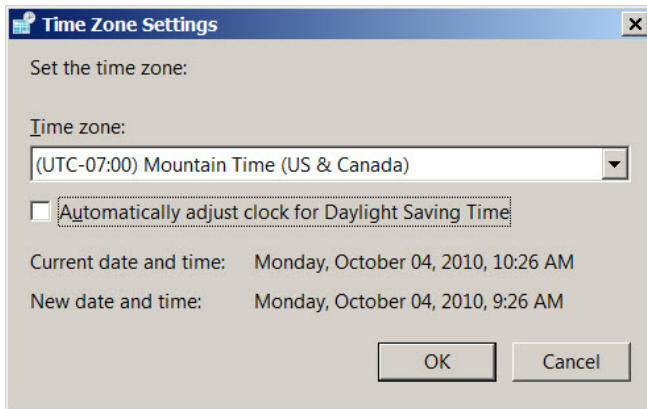 Time Zone Settings
Set the time zone:
Time zone:
(UTC-07:00) Mountain Time (US & Canada)
Automatically adjust clock for Daylight Saving Time
Current date and time: Monday, October 04, 2010, 10:26 AM
New date and time: Monday, October 04, 2010, 9:26 AM
OK Cancel